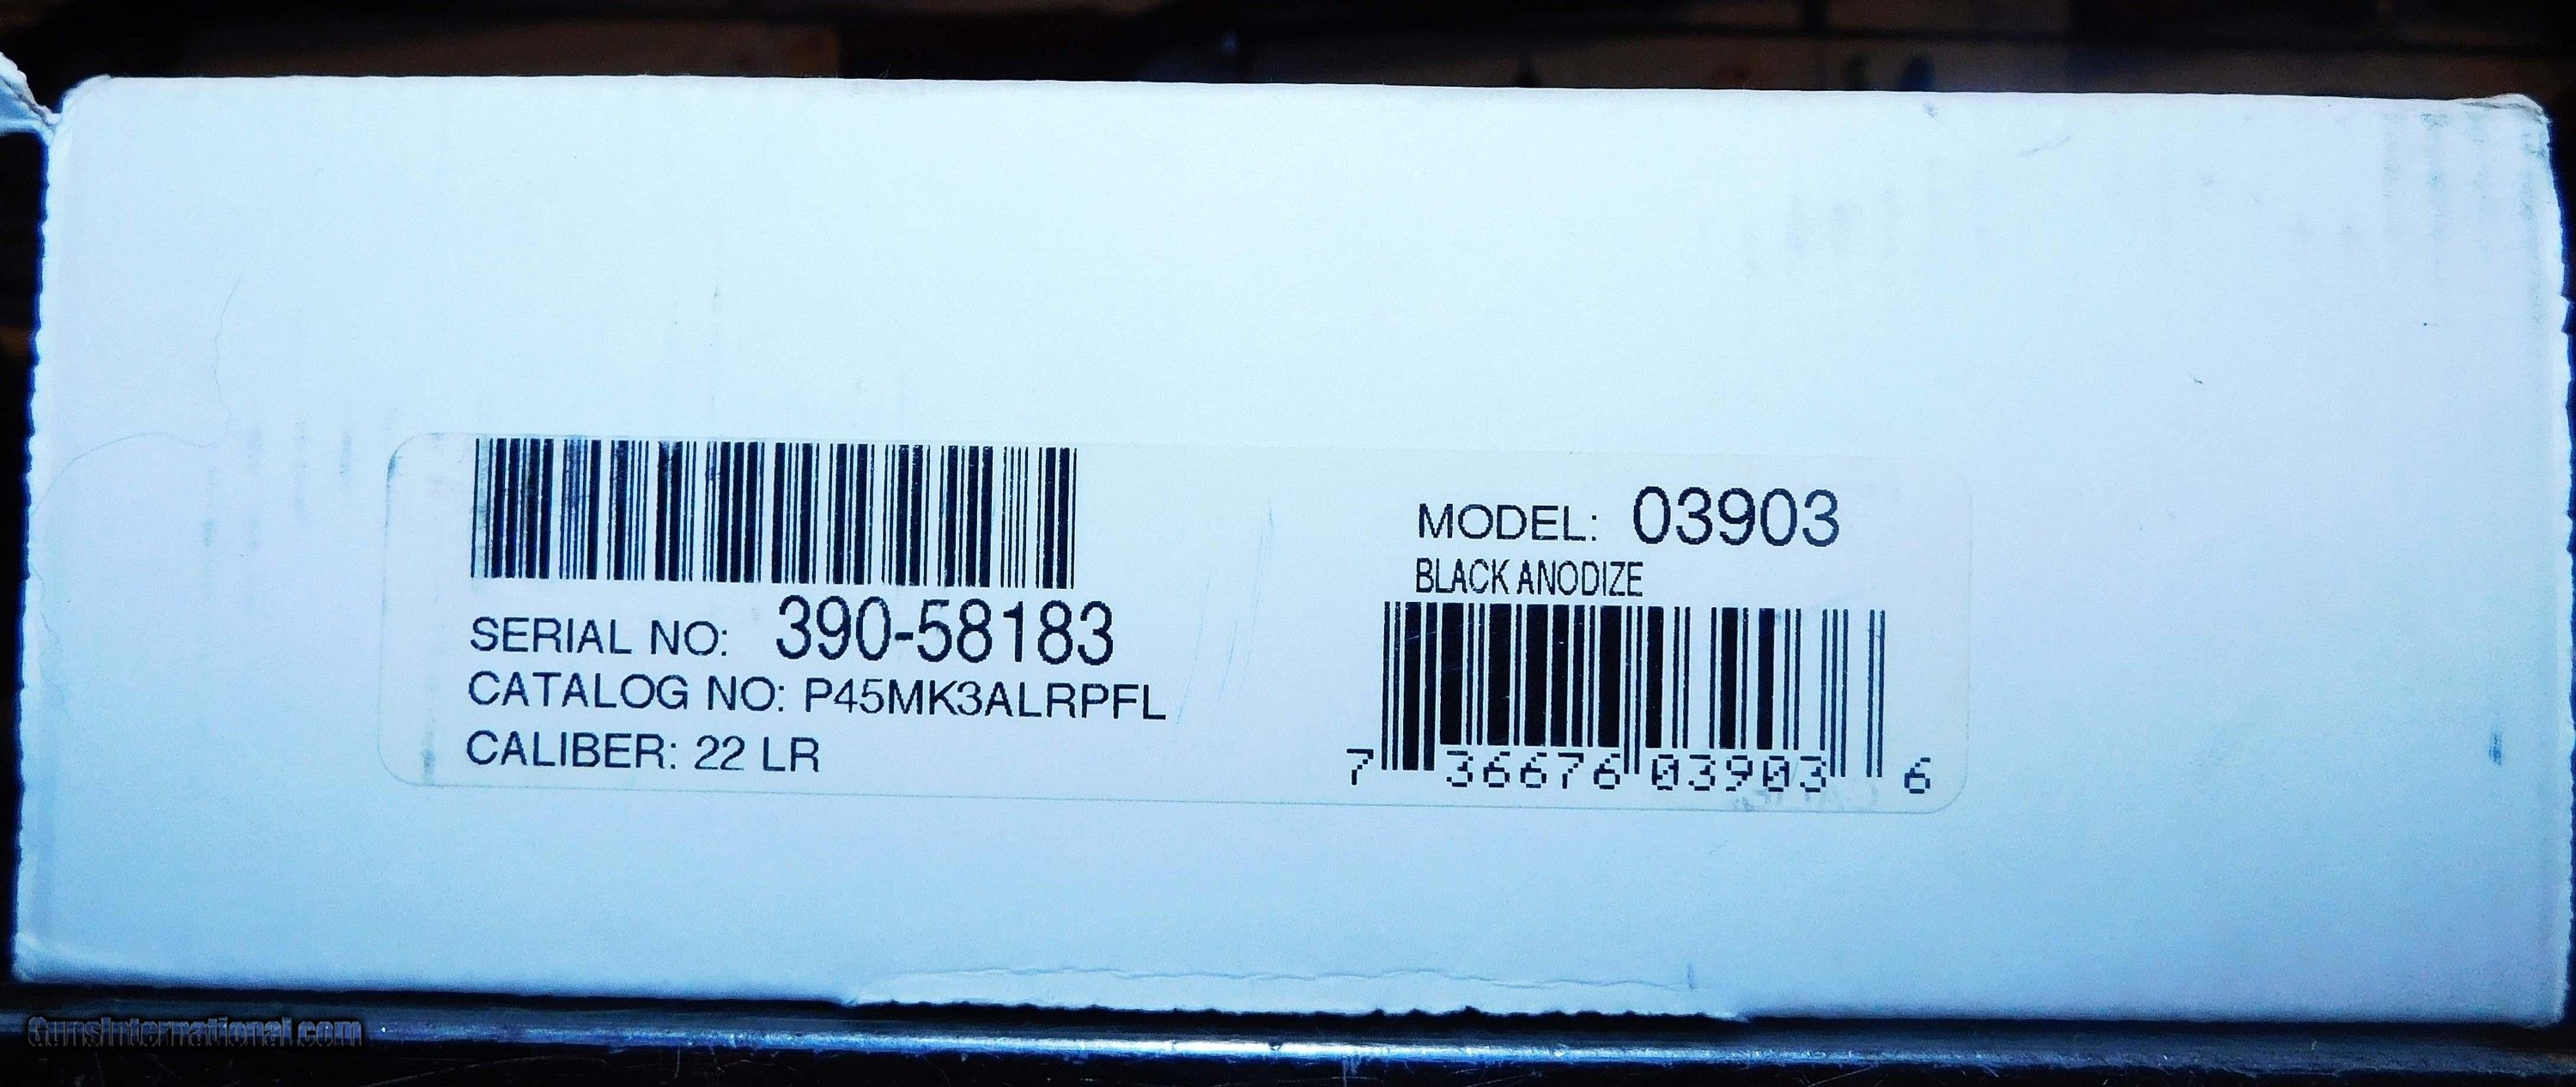 SERIAL NO: 390-58183
CATALOG NO: P45MK3ALRPFL
CALIBER: 22 LR
MODEL: 03903
BLACK ANODIZE
7 36676 03903 6
GunsInternational.com